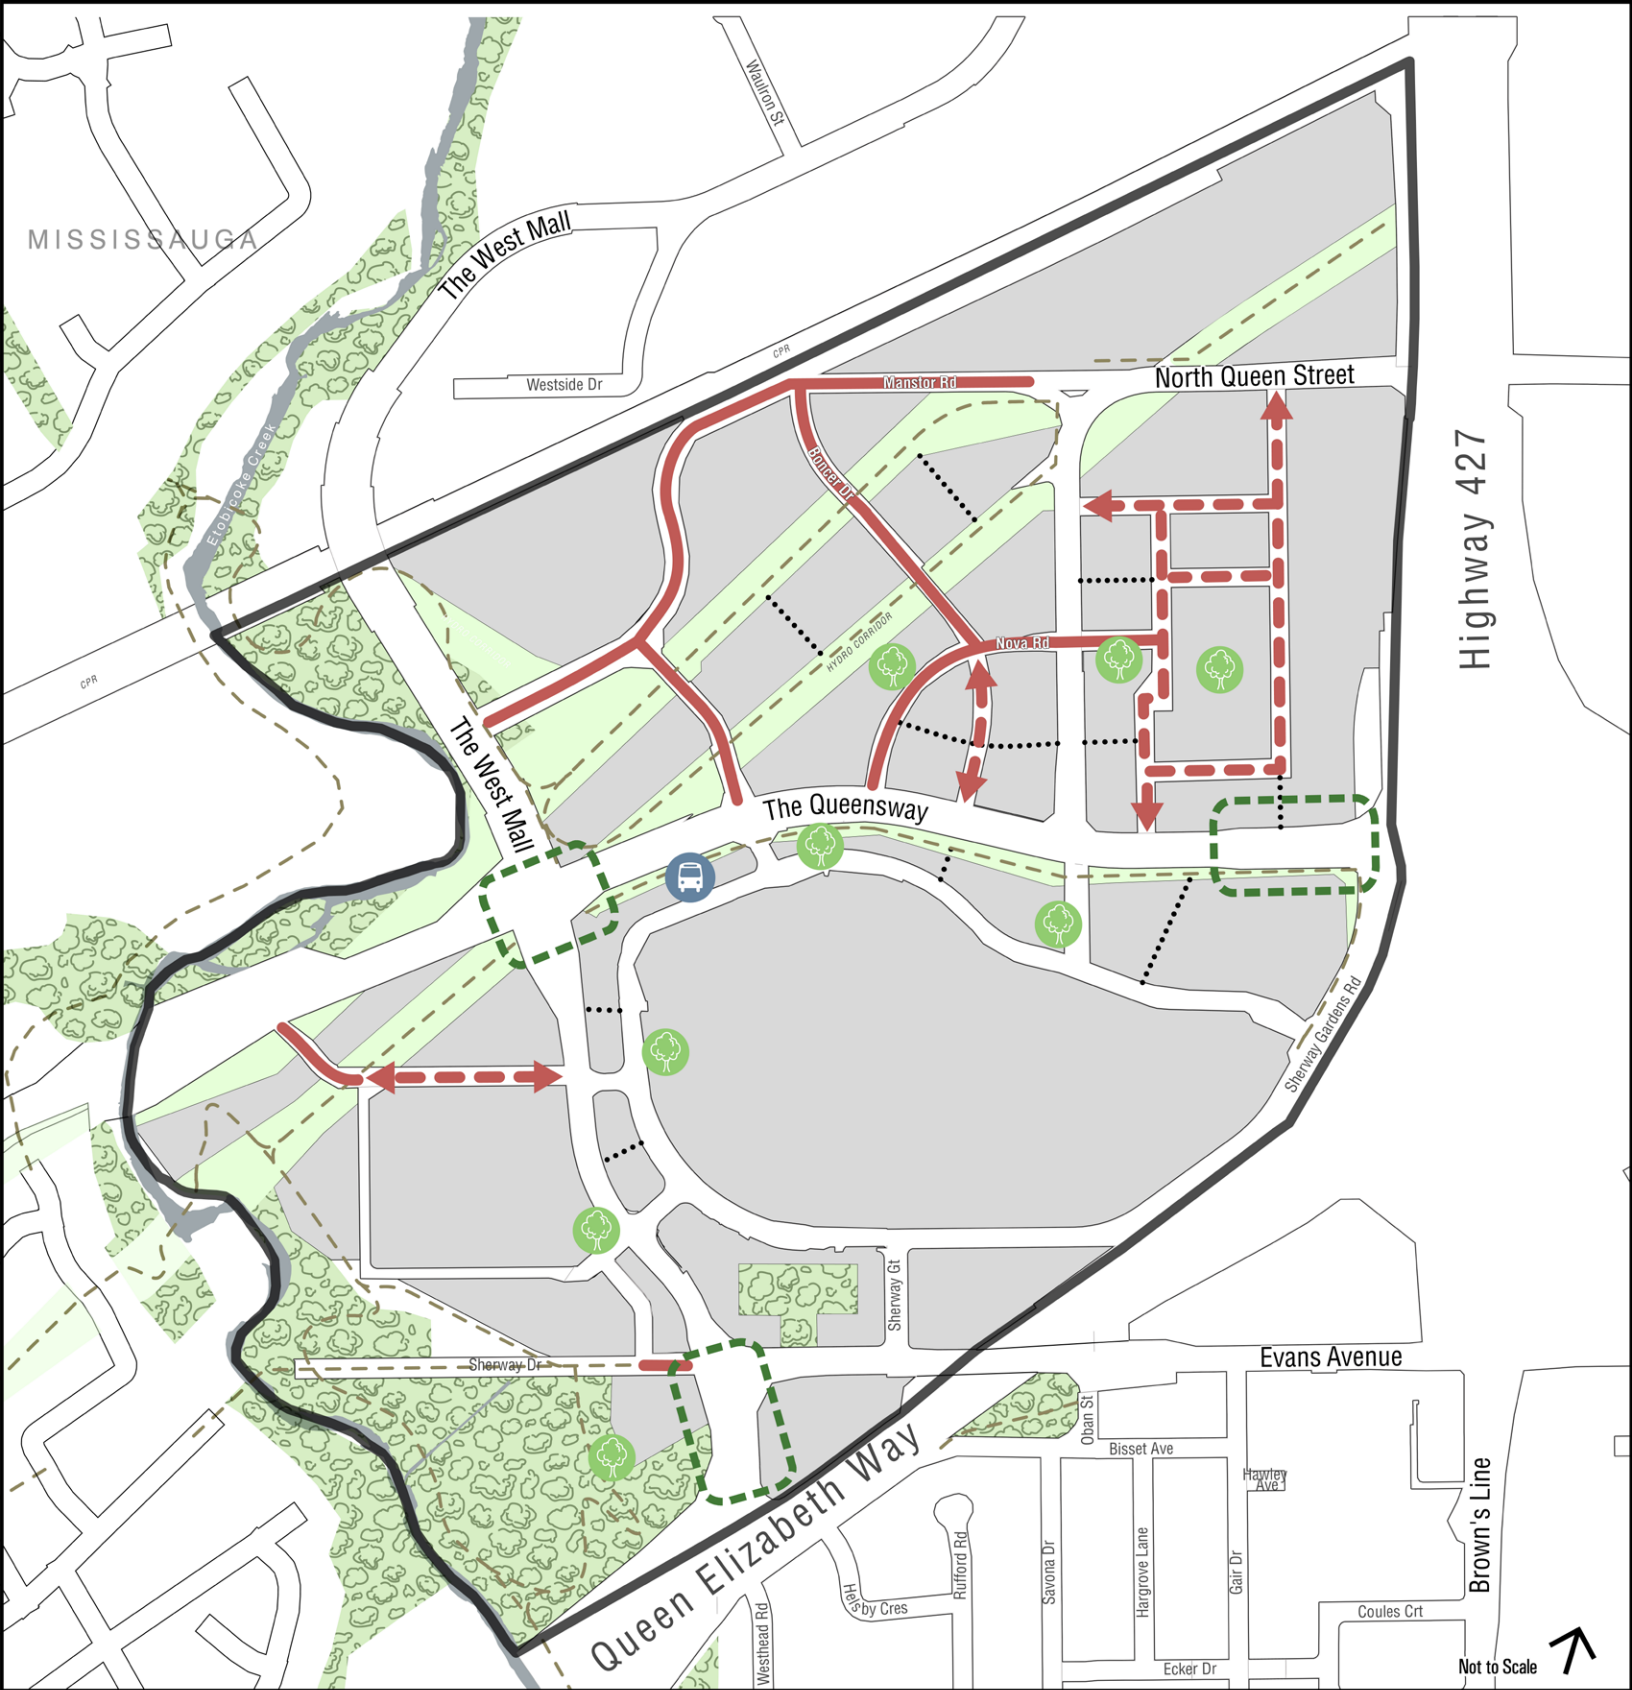 Waulron St
MISSISSAUGA
The West Mall
CPR
Westside Dr
Manstor Rd
North Queen Street
Etobicoke Creek
Boncer Dr
Highway 427
HYDRO CORRIDOR
Nova Rd
CPR
The West Mall
The Queensway
Sherway Gardens Rd
Sherway Gt
Sherway Dr
Evans Avenue
Oban St
Bisset Ave
Hawley
Ave
Queen Elizabeth Way
Brown's Line
Rufford Rd
Savona Dr
Hargrove Lane
Gair Dr
Helsby Cres
Coules Crt
Westhead Rd
Ecker Dr
Not to Scale